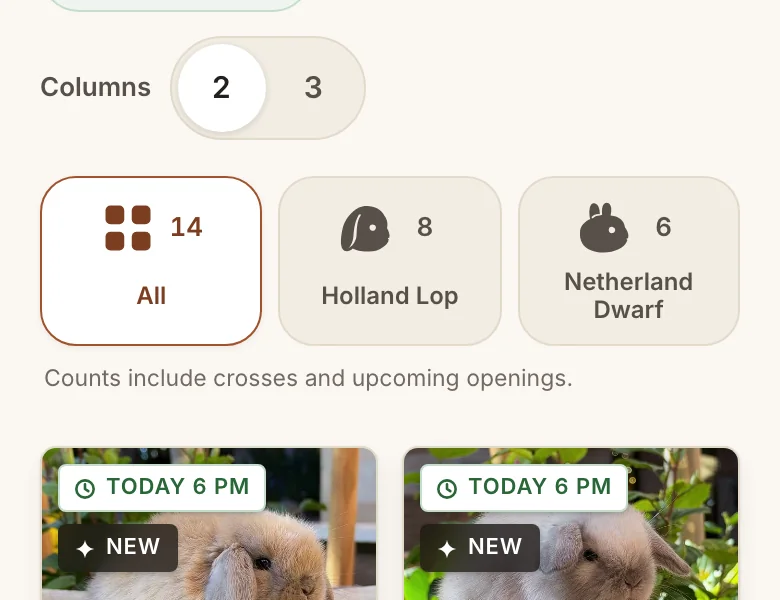 Columns 2 3
14 8 6
All Holland Lop Netherland
Dwarf
Counts include crosses and upcoming openings.
TODAY 6 PM TODAY 6 PM
NEW NEW